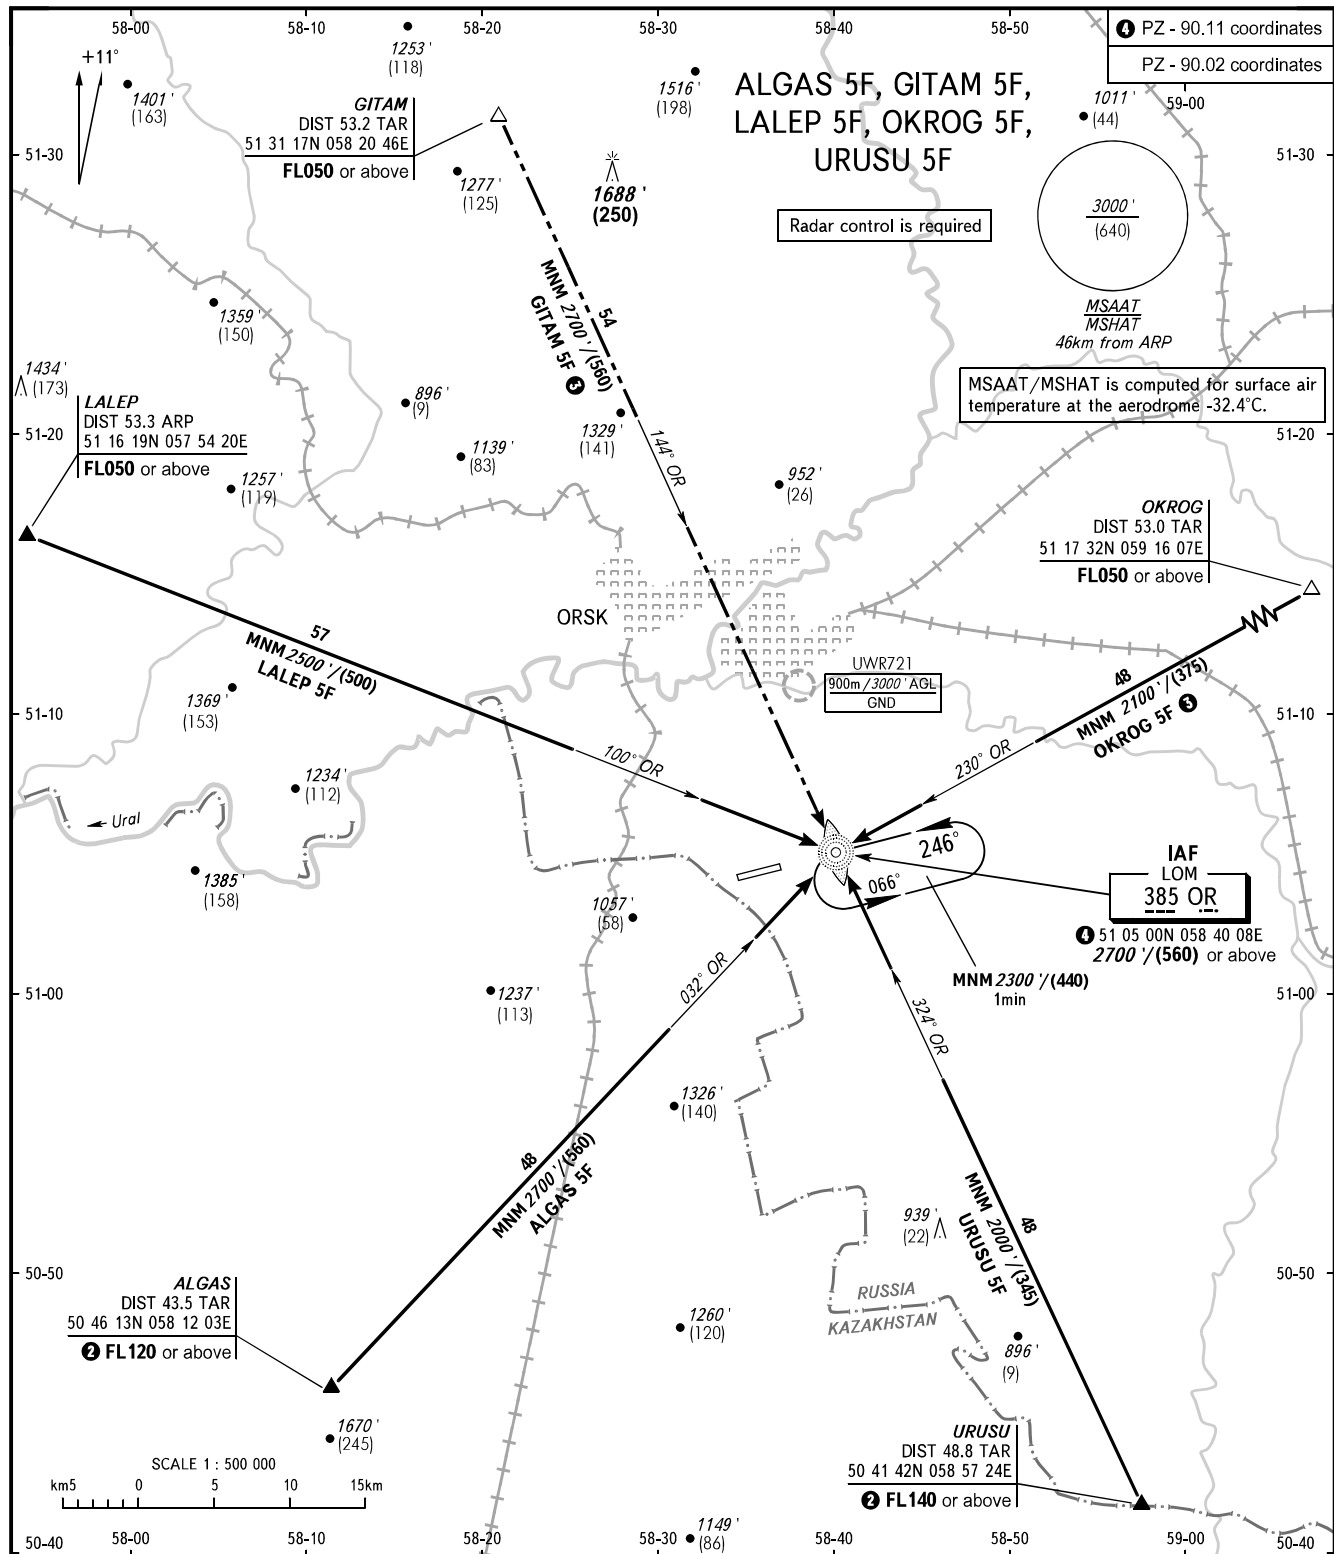 58-00
58-10
58-20
58-30
58-40
58-50
❹ PZ - 90.11 coordinates
PZ - 90.02 coordinates
59-00
+11°
1253'
(118)
1401'
(163)
1516'
(198)
1011'
(44)
ALGAS 5F, GITAM 5F,
LALEP 5F, OKROG 5F,
URUSU 5F
GITAM
DIST 53.2 TAR
51 31 17N 058 20 46E
FL050 or above
51-30
51-30
1277'
(125)
1688'
(250)
Radar control is required
3000'
(640)
MSAAT
MSHAT
46km from ARP
MNM 2700'/(560)
GITAM 5F ❸
54
1359'
(150)
1434'
(173)
MSAAT/MSHAT is computed for surface air
temperature at the aerodrome -32.4°C.
LALEP
DIST 53.3 ARP
51 16 19N 057 54 20E
FL050 or above
896'
(9)
1329'
(141)
51-20
51-20
1139'
(83)
144° OR
952'
(26)
1257'
(119)
OKROG
DIST 53.0 TAR
51 17 32N 059 16 07E
FL050 or above
ORSK
57
MNM 2500'/(500)
LALEP 5F
UWR721
900m/3000' AGL
GND
48
MNM 2100'/(375)
OKROG 5F ❸
1369'
(153)
51-10
51-10
100° OR
230° OR
1234'
(112)
Ural
246°
066°
IAF
LOM
385 OR
❹ 51 05 00N 058 40 08E
2700'/(560) or above
1385'
(158)
1057'
(58)
MNM 2300'/(440)
1min
032° OR
51-00
51-00
1237'
(113)
324° OR
1326'
(140)
48
MNM 2700'/(560)
ALGAS 5F
939'
(22)
48
MNM 2000'/(345)
URUSU 5F
50-50
50-50
ALGAS
DIST 43.5 TAR
50 46 13N 058 12 03E
❷ FL120 or above
RUSSIA
KAZAKHSTAN
1260'
(120)
896'
(9)
1670'
(245)
URUSU
DIST 48.8 TAR
50 41 42N 058 57 24E
❷ FL140 or above
SCALE 1 : 500 000
km5 0 5 10 15km
1149'
(86)
50-40
58-00
58-10
58-20
58-30
58-40
58-50
59-00
50-40